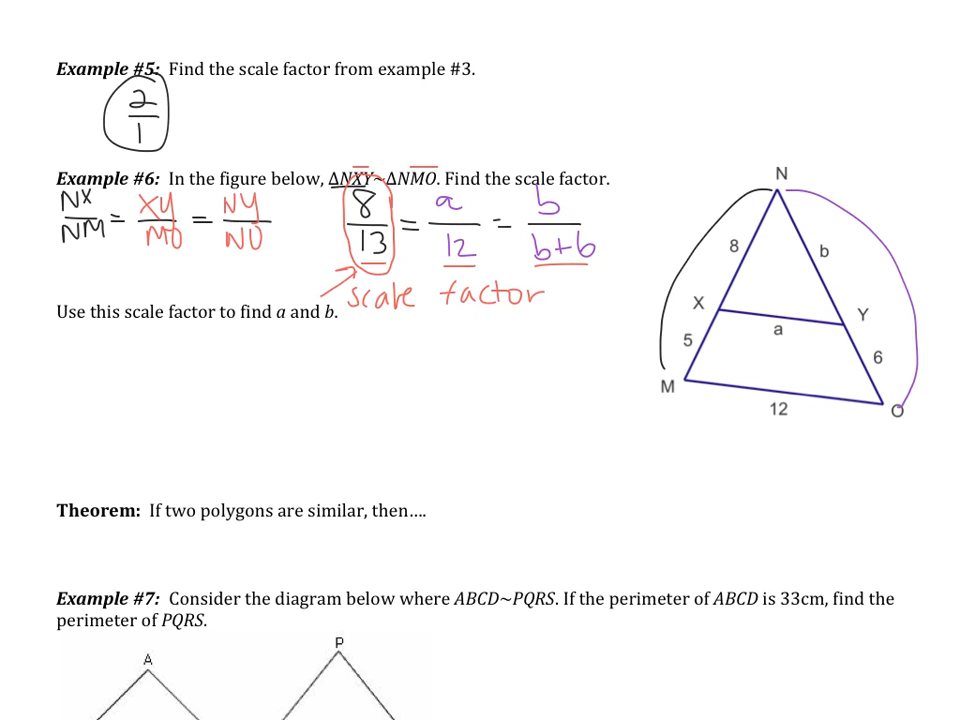 Example #5: Find the scale factor from example #3.
2
1
Example #6: In the figure below, ΔNXY~ΔNMO. Find the scale factor.
NX/NM = XY/MO = NY/NO
8/13 = a/12 = b/b+6
scale factor
Use this scale factor to find a and b.
N
8
b
X
Y
a
5
6
M
12
O
Theorem: If two polygons are similar, then....
Example #7: Consider the diagram below where ABCD~PQRS. If the perimeter of ABCD is 33cm, find the
perimeter of PQRS.
A
P